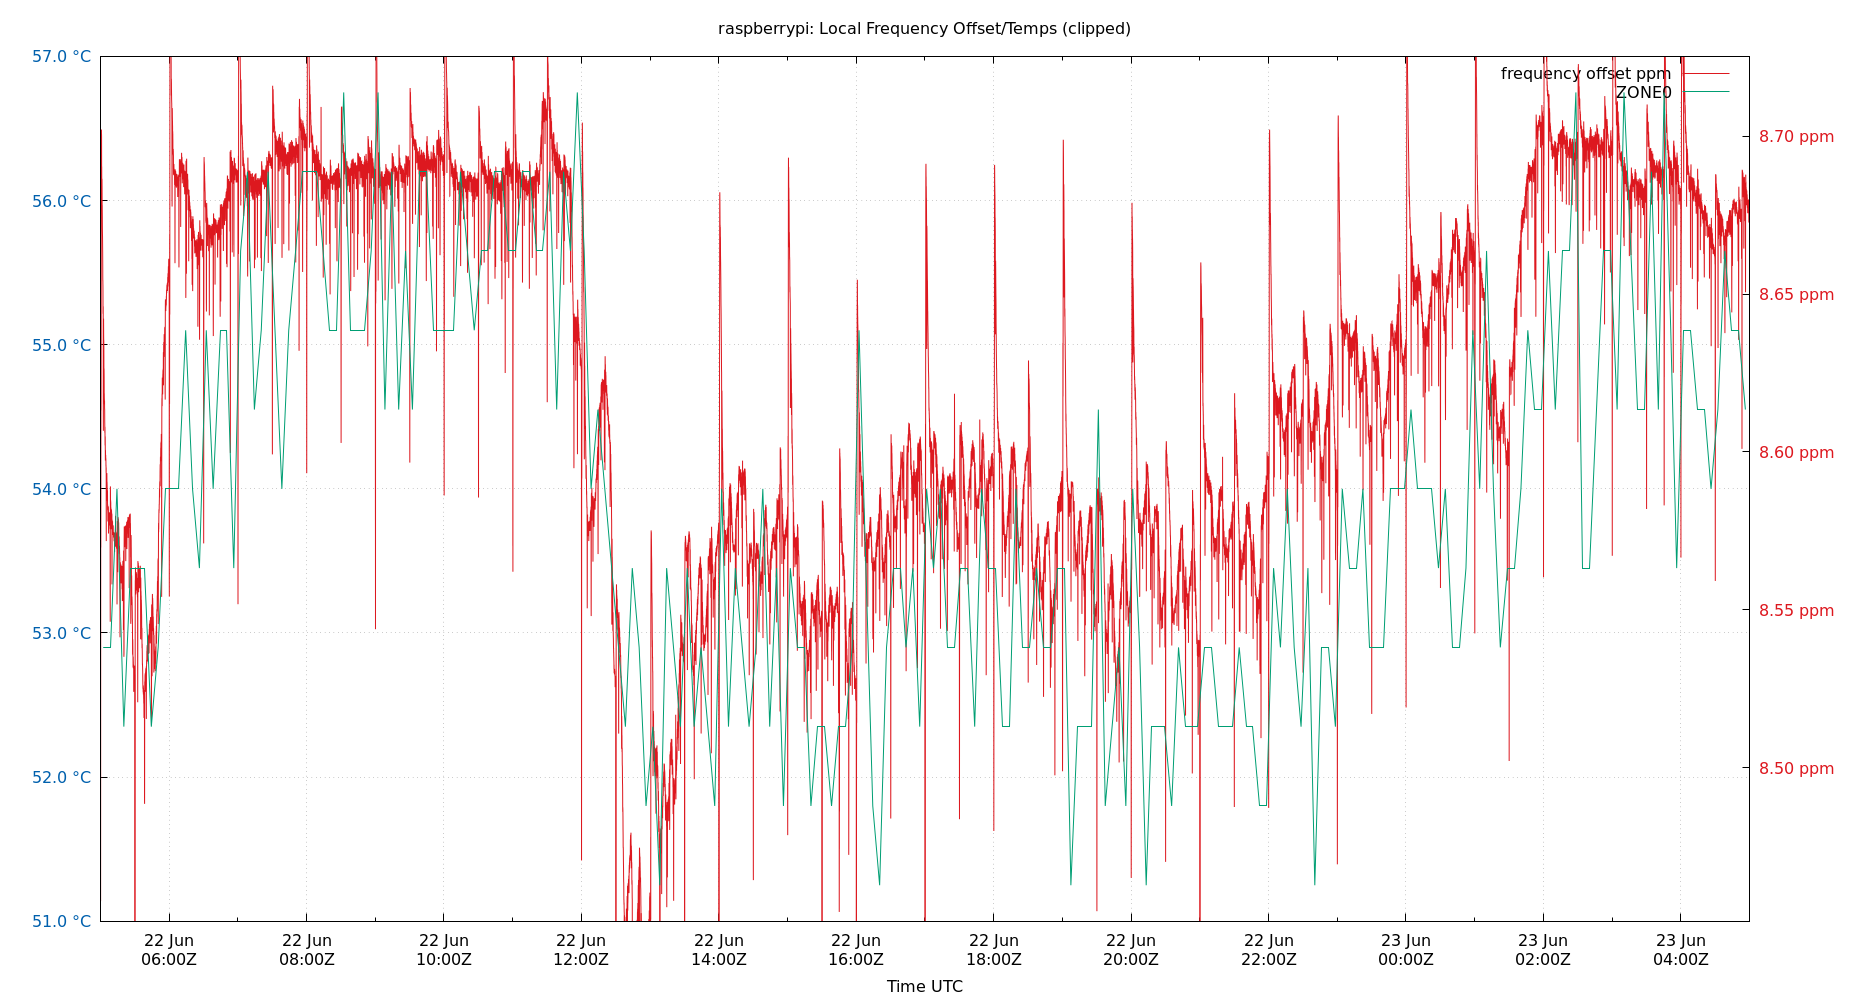 raspberrypi: Local Frequency Offset/Temps (clipped)
57.0 °C
56.0 °C
55.0 °C
54.0 °C
53.0 °C
52.0 °C
51.0 °C
frequency offset ppm
ZONE0
8.70 ppm
8.65 ppm
8.60 ppm
8.55 ppm
8.50 ppm
22 Jun 22 Jun 22 Jun 22 Jun 22 Jun 22 Jun 22 Jun 22 Jun 22 Jun 23 Jun 23 Jun 23 Jun
06:00Z 08:00Z 10:00Z 12:00Z 14:00Z 16:00Z 18:00Z 20:00Z 22:00Z 00:00Z 02:00Z 04:00Z
Time UTC